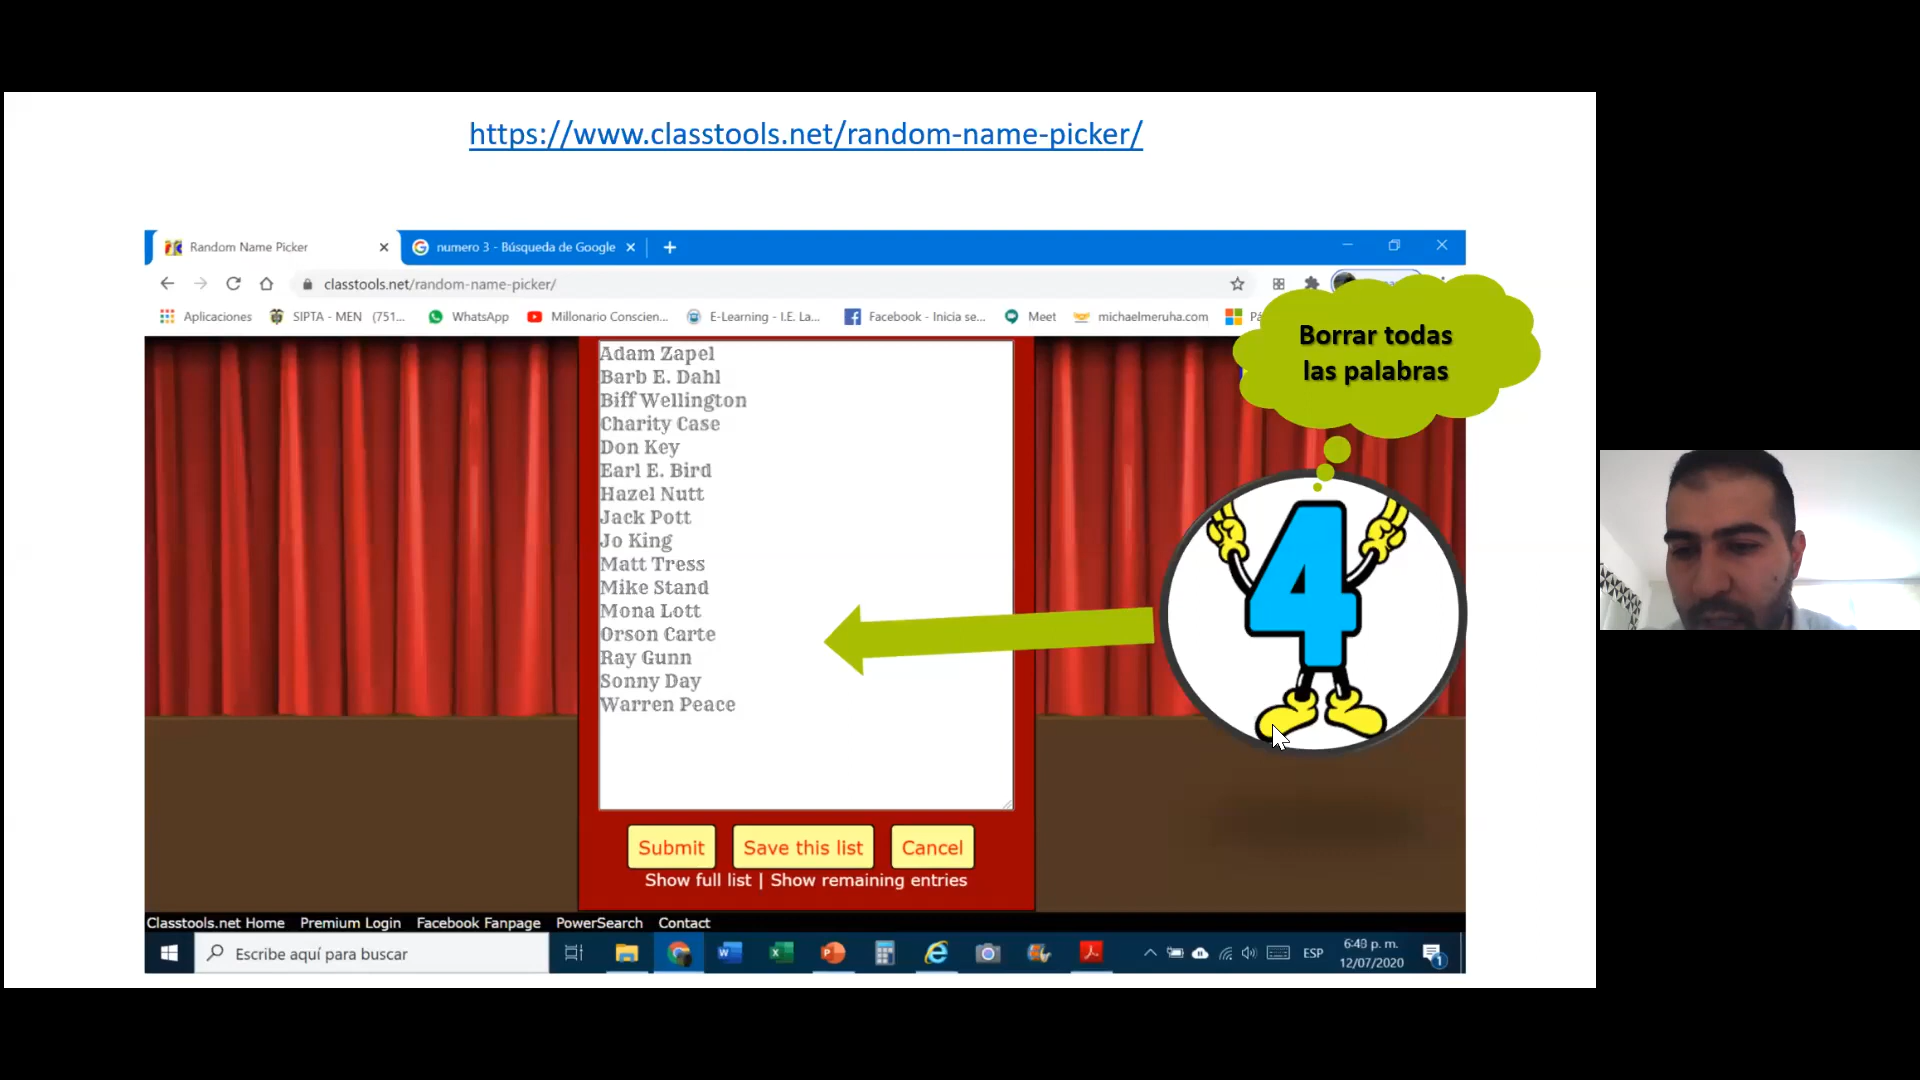 https://www.classtools.net/random-name-picker/
Random Name Picker
numero 3 - Búsqueda de Google
classtools.net/random-name-picker/
Aplicaciones
SIPTA - MEN (751...
WhatsApp
Millonario Conscien...
E-Learning - I.E. La...
Facebook - Inicia se...
Meet
michaelmeruha.com
Borrar todas
las palabras
Adam Zapel
Barb E. Dahl
Biff Wellington
Charity Case
Don Key
Earl E. Bird
Hazel Nutt
Jack Pott
Jo King
Matt Tress
Mike Stand
Mona Lott
Orson Carte
Ray Gunn
Sonny Day
Warren Peace
4
Submit
Save this list
Cancel
Show full list | Show remaining entries
Classtools.net Home
Premium Login
Facebook Fanpage
PowerSearch
Contact
Escribe aquí para buscar
ESP
6:48 p. m.
12/07/2020
1